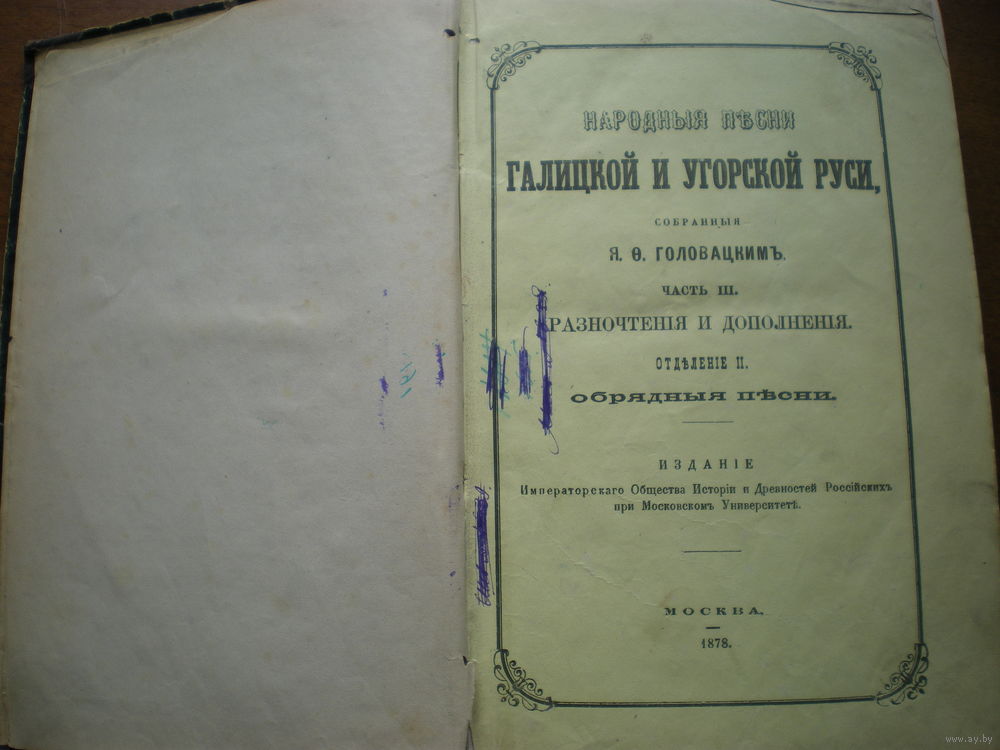 НАРОДНЫЯ ПѢСНИ
ГАЛИЦКОЙ И УГОРСКОЙ РУСИ,
СОБРАННЫЯ
Я. Ѳ. ГОЛОВАЦКИМЪ.
ЧАСТЬ III.
РАЗНОЧТЕНІЯ И ДОПОЛНЕНІЯ.
ОТДѢЛЕНІЕ II.
ОБРЯДНЫЯ ПѢСНИ.
ИЗДАНІЕ
Императорскаго Общества Исторіи и Древностей Россійскихъ
при Московскомъ Университетѣ.
МОСКВА.
1878.
www.ay.by